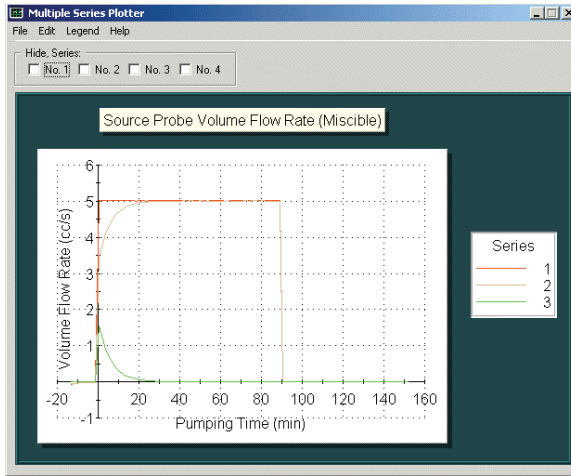 Multiple Series Plotter
File Edit Legend Help
Hide, Series:
No. 1 No. 2 No. 3 No. 4
Source Probe Volume Flow Rate (Miscible)
6
5
4
3
2
1
-1
Volume Flow Rate (cc/s)
-20 0 20 40 60 80 100 120 140 160
Pumping Time (min)
Series
1
2
3